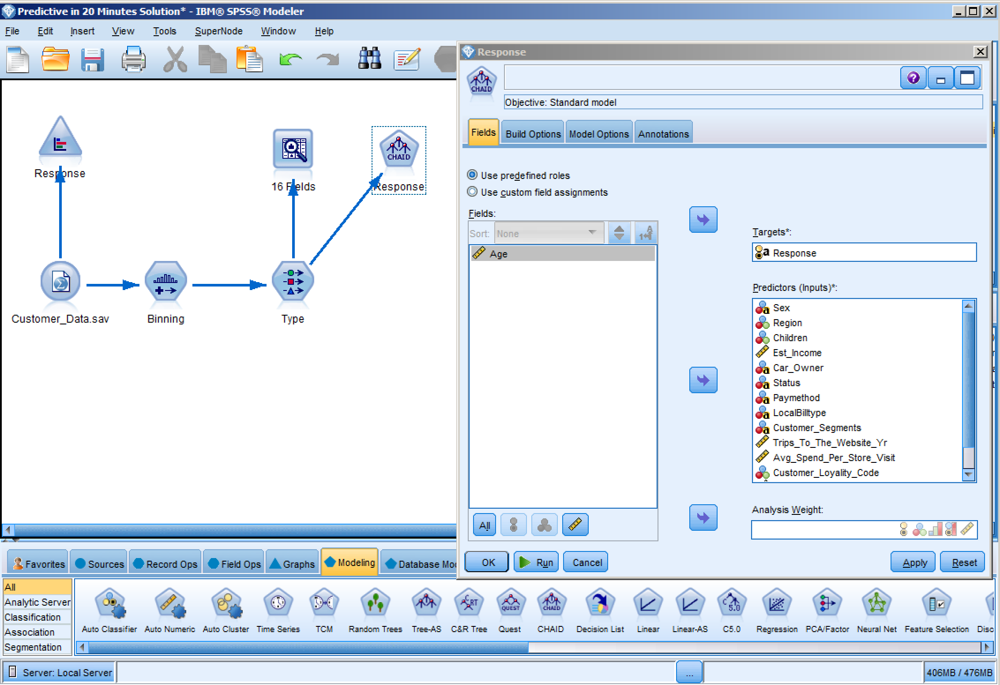 Predictive in 20 Minutes Solution* - IBM® SPSS® Modeler
File Edit Insert View Tools SuperNode Window Help
Response
CHAID
Objective: Standard model
Fields Build Options Model Options Annotations
Use predefined roles
Use custom field assignments
Fields:
Sort: None
Age
All
Targets*:
Response
Predictors (Inputs)*:
Sex
Region
Children
Est_Income
Car_Owner
Status
Paymethod
LocalBilltype
Customer_Segments
Trips_To_The_Website_Yr
Avg_Spend_Per_Store_Visit
Customer_Loyality_Code
Analysis Weight:
OK Run Cancel Apply Reset
CHAID
Response 16 Fields Response
Customer_Data.sav Binning Type
Favorites Sources Record Ops Field Ops Graphs Modeling Database
All
Analytic Server
Classification
Association
Segmentation
CRT QUEST CHAID C5.0
Auto Classifier Auto Numeric Auto Cluster Time Series TCM Random Trees Tree-AS C&R Tree Quest CHAID Decision List Linear Linear-AS C5.0 Regression PCA/Factor Neural Net Feature Selection
Server: Local Server ... 406MB / 476MB